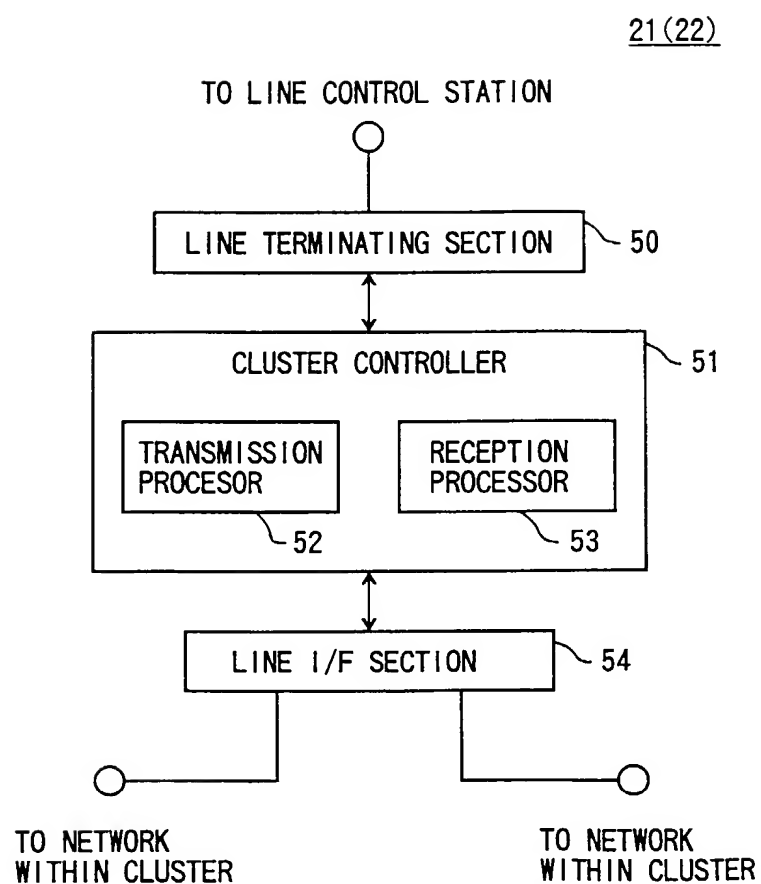 21(22)
TO LINE CONTROL STATION
LINE TERMINATING SECTION
50
CLUSTER CONTROLLER
51
TRANSMISSION
PROCESOR
52
RECEPTION
PROCESSOR
53
LINE I/F SECTION
54
TO NETWORK
WITHIN CLUSTER
TO NETWORK
WITHIN CLUSTER